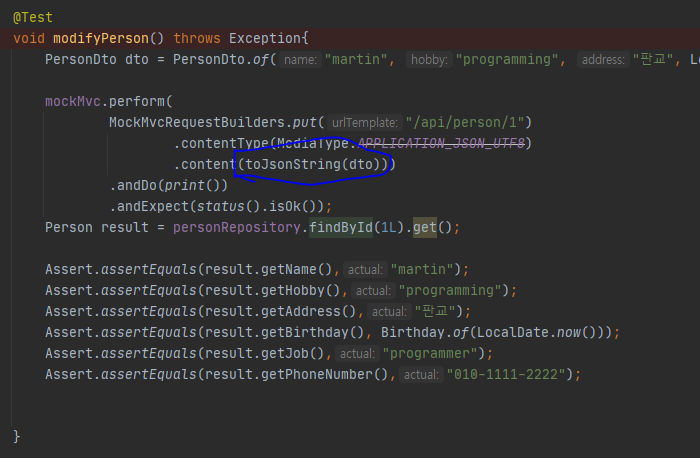 @Test
void modifyPerson() throws Exception{
PersonDto dto = PersonDto.of( name: "martin", hobby: "programming", address: "판교", L
mockMvc.perform(
MockMvcRequestBuilders.put( urlTemplate: "/api/person/1")
.contentType(MediaType.APPLICATION_JSON_UTF8)
.content(toJsonString(dto)))
.andDo(print())
.andExpect(status().isOk());
Person result = personRepository.findById(1L).get();
Assert.assertEquals(result.getName(), actual: "martin");
Assert.assertEquals(result.getHobby(), actual: "programming");
Assert.assertEquals(result.getAddress(), actual: "판교");
Assert.assertEquals(result.getBirthday(), Birthday.of(LocalDate.now()));
Assert.assertEquals(result.getJob(), actual: "programmer");
Assert.assertEquals(result.getPhoneNumber(), actual: "010-1111-2222");
}